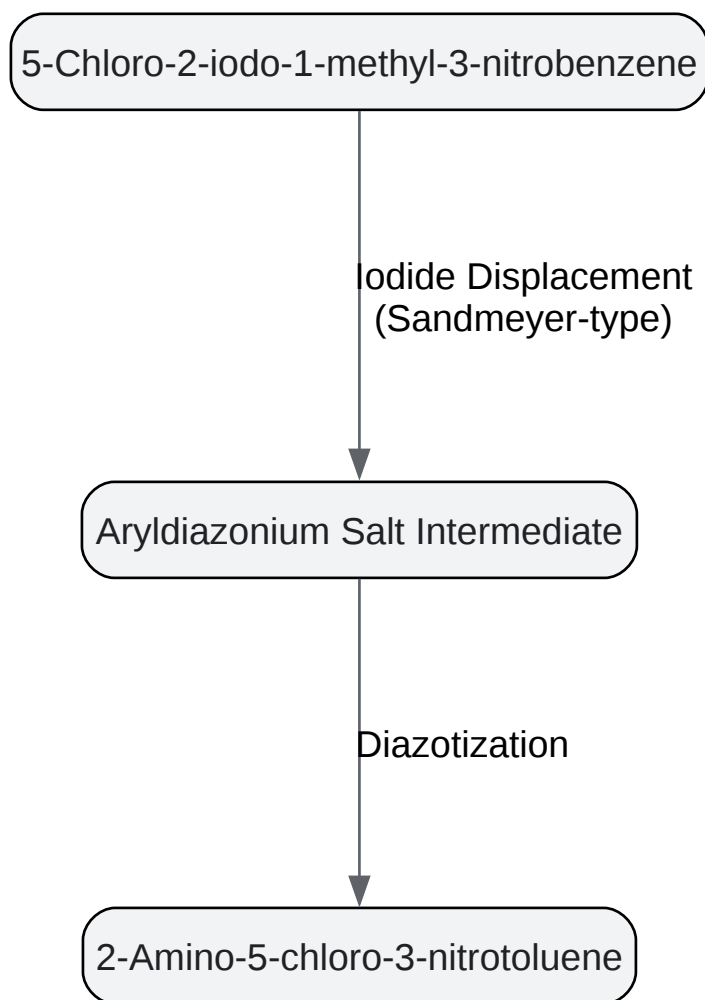 5-Chloro-2-iodo-1-methyl-3-nitrobenzene
Iodide Displacement
(Sandmeyer-type)
Aryldiazonium Salt Intermediate
Diazotization
2-Amino-5-chloro-3-nitrotoluene